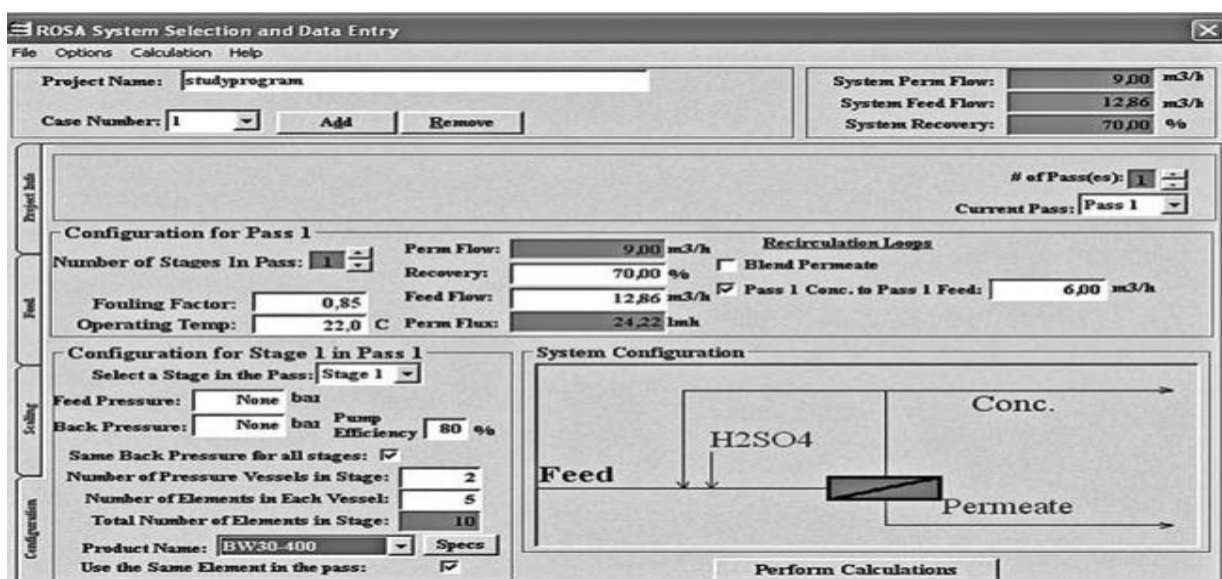 ROSA System Selection and Data Entry
File Options Calculation Help
Project Name: studyprogram
Case Number: 1 Add Remove
System Perm Flow: 9,00 m3/h
System Feed Flow: 12,86 m3/h
System Recovery: 70,00 %
Project Info
Feed
Scaling
Configuration
# of Pass(es): 1
Current Pass: Pass 1
Configuration for Pass 1
Number of Stages In Pass: 1
Fouling Factor: 0,85
Operating Temp: 22,0 C
Perm Flow: 9,00 m3/h
Recovery: 70,00 %
Feed Flow: 12,86 m3/h
Perm Flux: 24,22 lmh
Recirculation Loops
Blend Permeate
Pass 1 Conc. to Pass 1 Feed: 6,00 m3/h
Configuration for Stage 1 in Pass 1
Select a Stage in the Pass: Stage 1
Feed Pressure: None bar
Back Pressure: None bar
Pump Efficiency 80 %
Same Back Pressure for all stages:
Number of Pressure Vessels in Stage: 2
Number of Elements in Each Vessel: 5
Total Number of Elements in Stage: 10
Product Name: BW30-400 Specs
Use the Same Element in the pass:
System Configuration
Conc.
H2SO4
Feed
Permeate
Perform Calculations